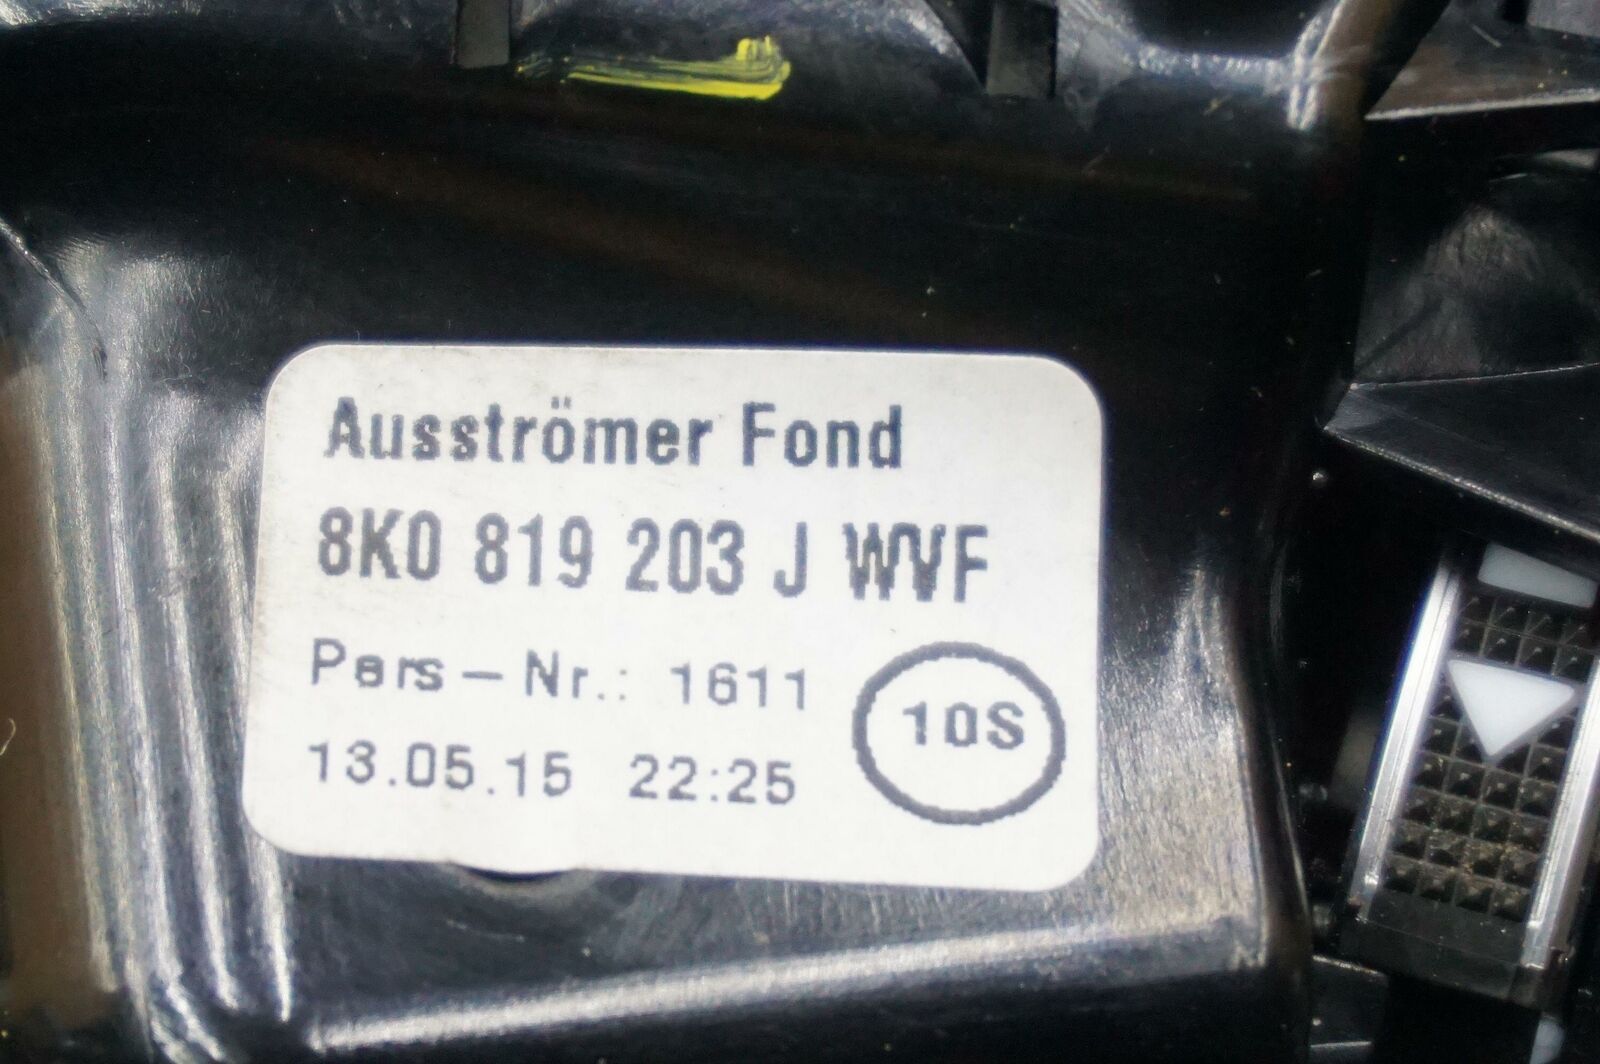 Ausströmer Fond
8K0 819 203 J WVF
Pers-Nr.: 1611
10S
13.05.15 22:25